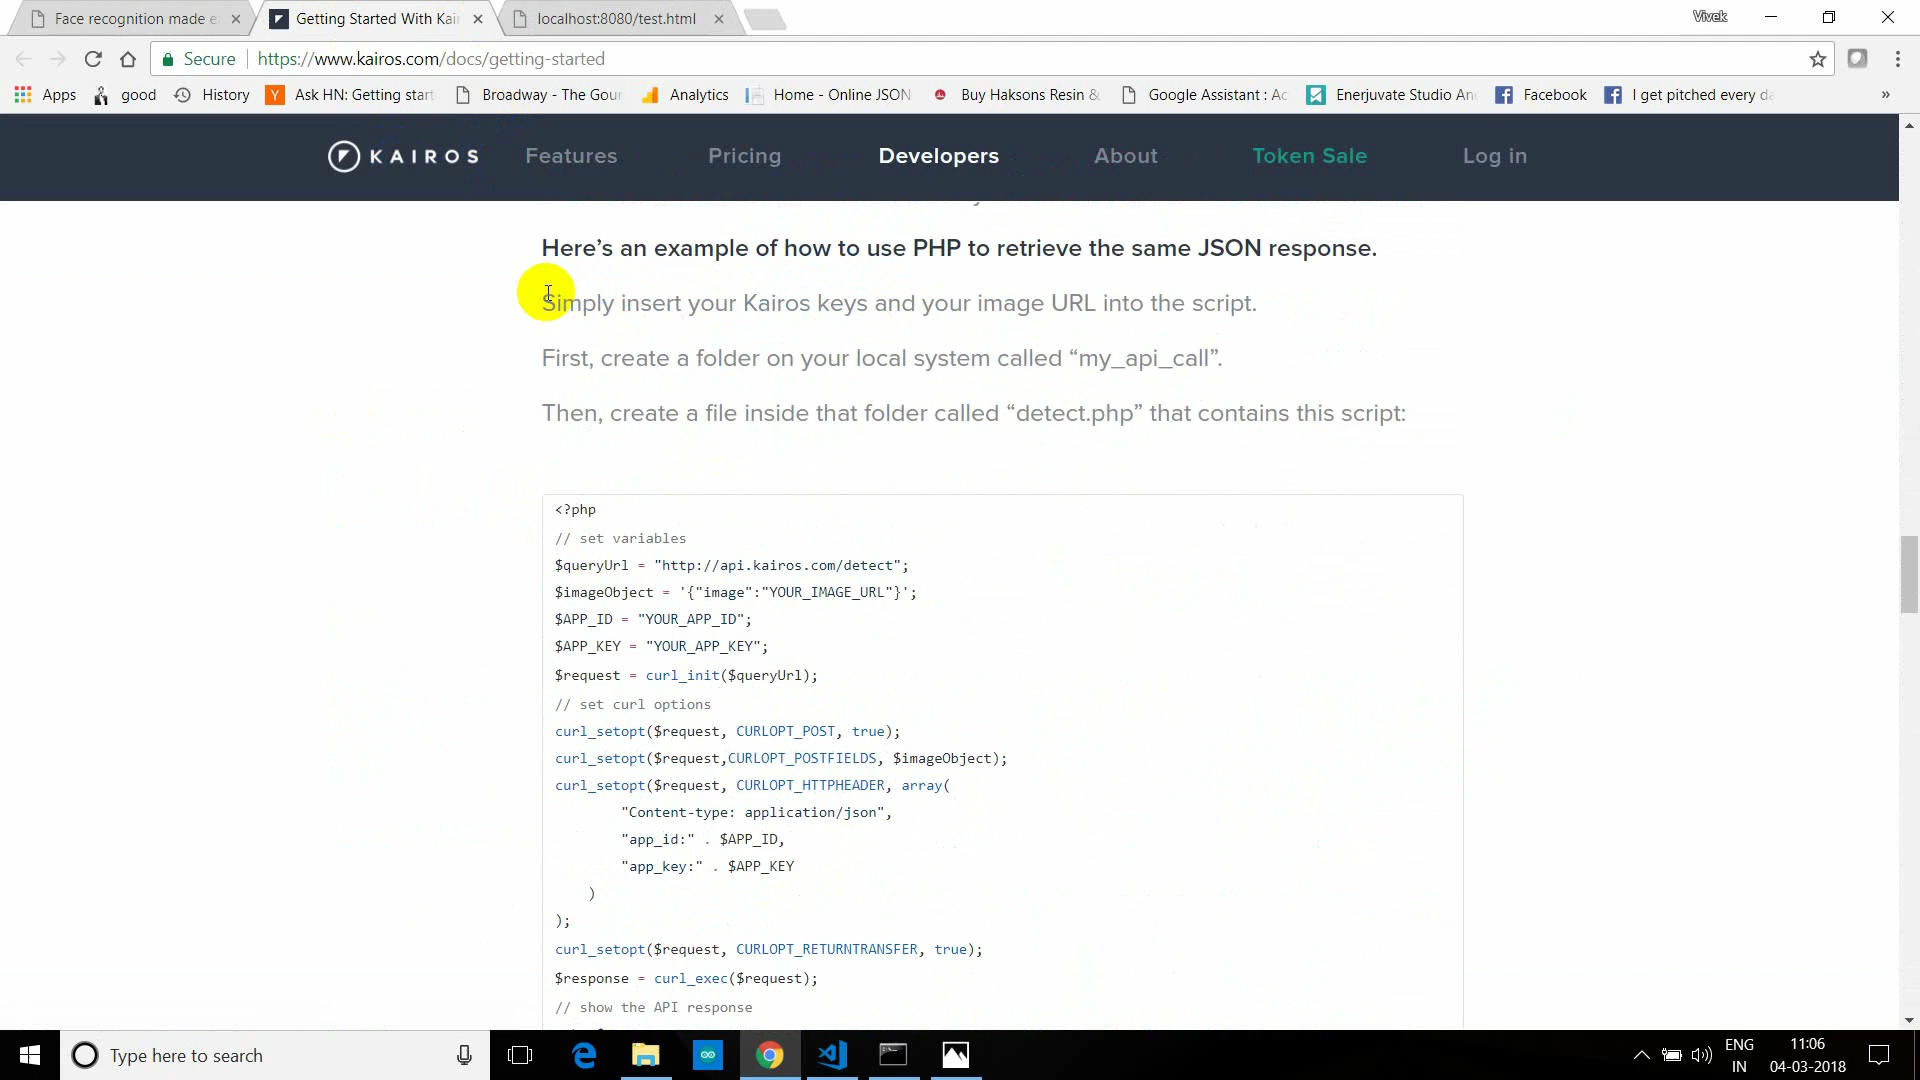 Face recognition made e
Getting Started With Kai
localhost:8080/test.html
Vivek
Secure
https://www.kairos.com/docs/getting-started
Apps
good
History
Ask HN: Getting start
Broadway - The Gour
Analytics
Home - Online JSON
Buy Haksons Resin &
Google Assistant : Ac
Enerjuvate Studio An
Facebook
I get pitched every da
»
KAIROS
Features
Pricing
Developers
About
Token Sale
Log in
Here’s an example of how to use PHP to retrieve the same JSON response.
Simply insert your Kairos keys and your image URL into the script.
First, create a folder on your local system called “my_api_call”.
Then, create a file inside that folder called “detect.php” that contains this script:
<?php
// set variables
$queryUrl = "http://api.kairos.com/detect";
$imageObject = '{"image":"YOUR_IMAGE_URL"}';
$APP_ID = "YOUR_APP_ID";
$APP_KEY = "YOUR_APP_KEY";
$request = curl_init($queryUrl);
// set curl options
curl_setopt($request, CURLOPT_POST, true);
curl_setopt($request,CURLOPT_POSTFIELDS, $imageObject);
curl_setopt($request, CURLOPT_HTTPHEADER, array(
"Content-type: application/json",
"app_id:" . $APP_ID,
"app_key:" . $APP_KEY
)
);
curl_setopt($request, CURLOPT_RETURNTRANSFER, true);
$response = curl_exec($request);
// show the API response
Type here to search
ENG
IN
11:06
04-03-2018